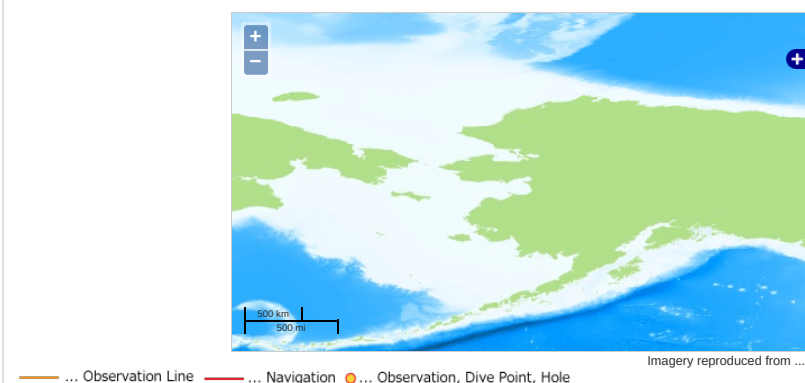 +
−
+
500 km
500 mi
Imagery reproduced from ...
... Observation Line ... Navigation ... Observation, Dive Point, Hole